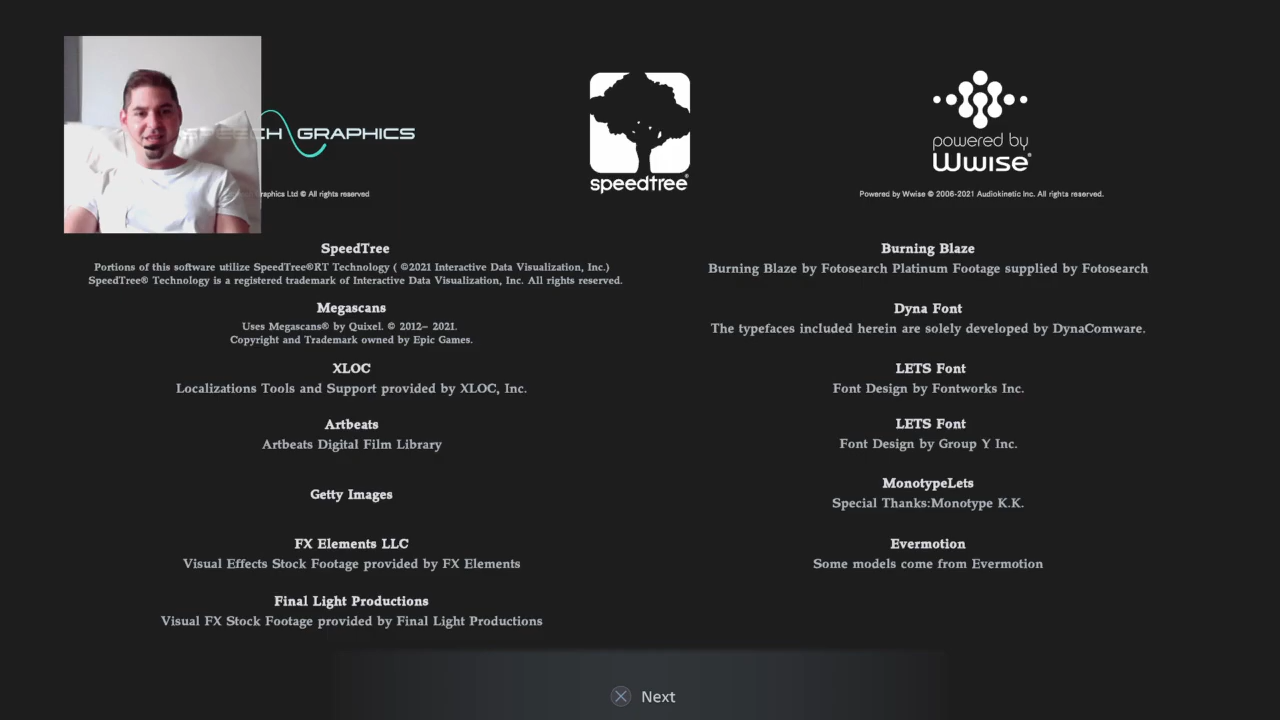 GRAPHICS
speedtree®
powered by
Wwise®
Ltd © All rights reserved
Powered by Wwise © 2006-2021 Audiokinetic Inc. All rights reserved.
SpeedTree
Portions of this software utilize SpeedTree®RT Technology ( ©2021 Interactive Data Visualization, Inc.)
SpeedTree® Technology is a registered trademark of Interactive Data Visualization, Inc. All rights reserved.
Megascans
Uses Megascans® by Quixel. © 2012– 2021.
Copyright and Trademark owned by Epic Games.
XLOC
Localizations Tools and Support provided by XLOC, Inc.
Artbeats
Artbeats Digital Film Library
Getty Images
FX Elements LLC
Visual Effects Stock Footage provided by FX Elements
Final Light Productions
Visual FX Stock Footage provided by Final Light Productions
Burning Blaze
Burning Blaze by Fotosearch Platinum Footage supplied by Fotosearch
Dyna Font
The typefaces included herein are solely developed by DynaComware.
LETS Font
Font Design by Fontworks Inc.
LETS Font
Font Design by Group Y Inc.
MonotypeLets
Special Thanks:Monotype K.K.
Evermotion
Some models come from Evermotion
Next